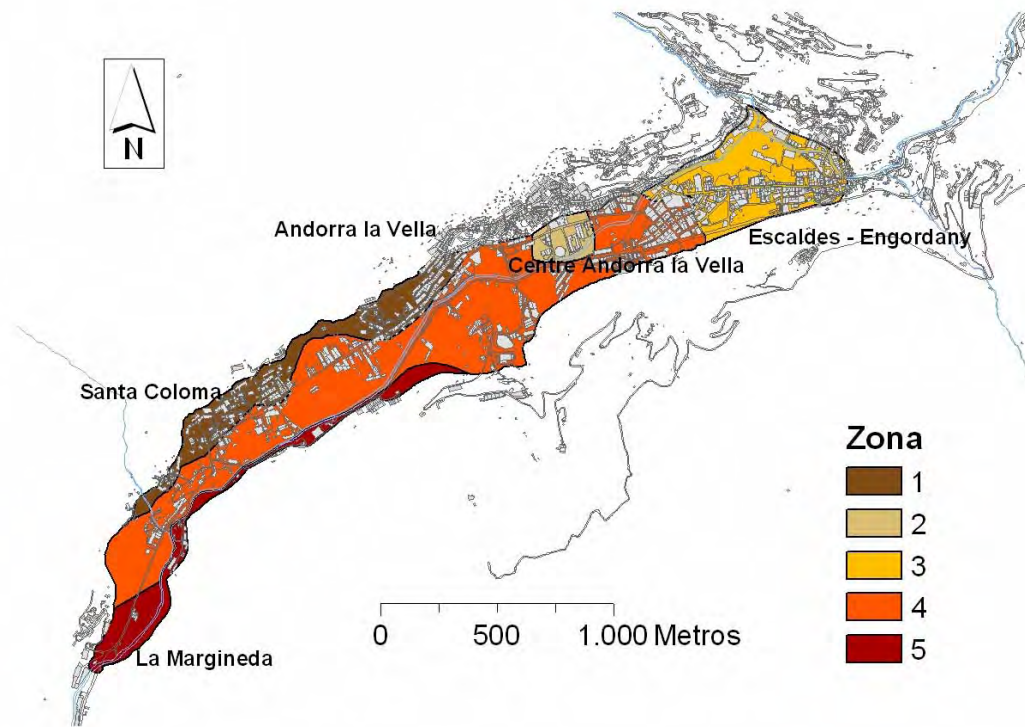 N
Andorra la Vella
Escaldes - Engordany
Centre Andorra la Vella
Santa Coloma
La Margineda
Zona
1
2
3
4
5
0 500 1.000 Metros